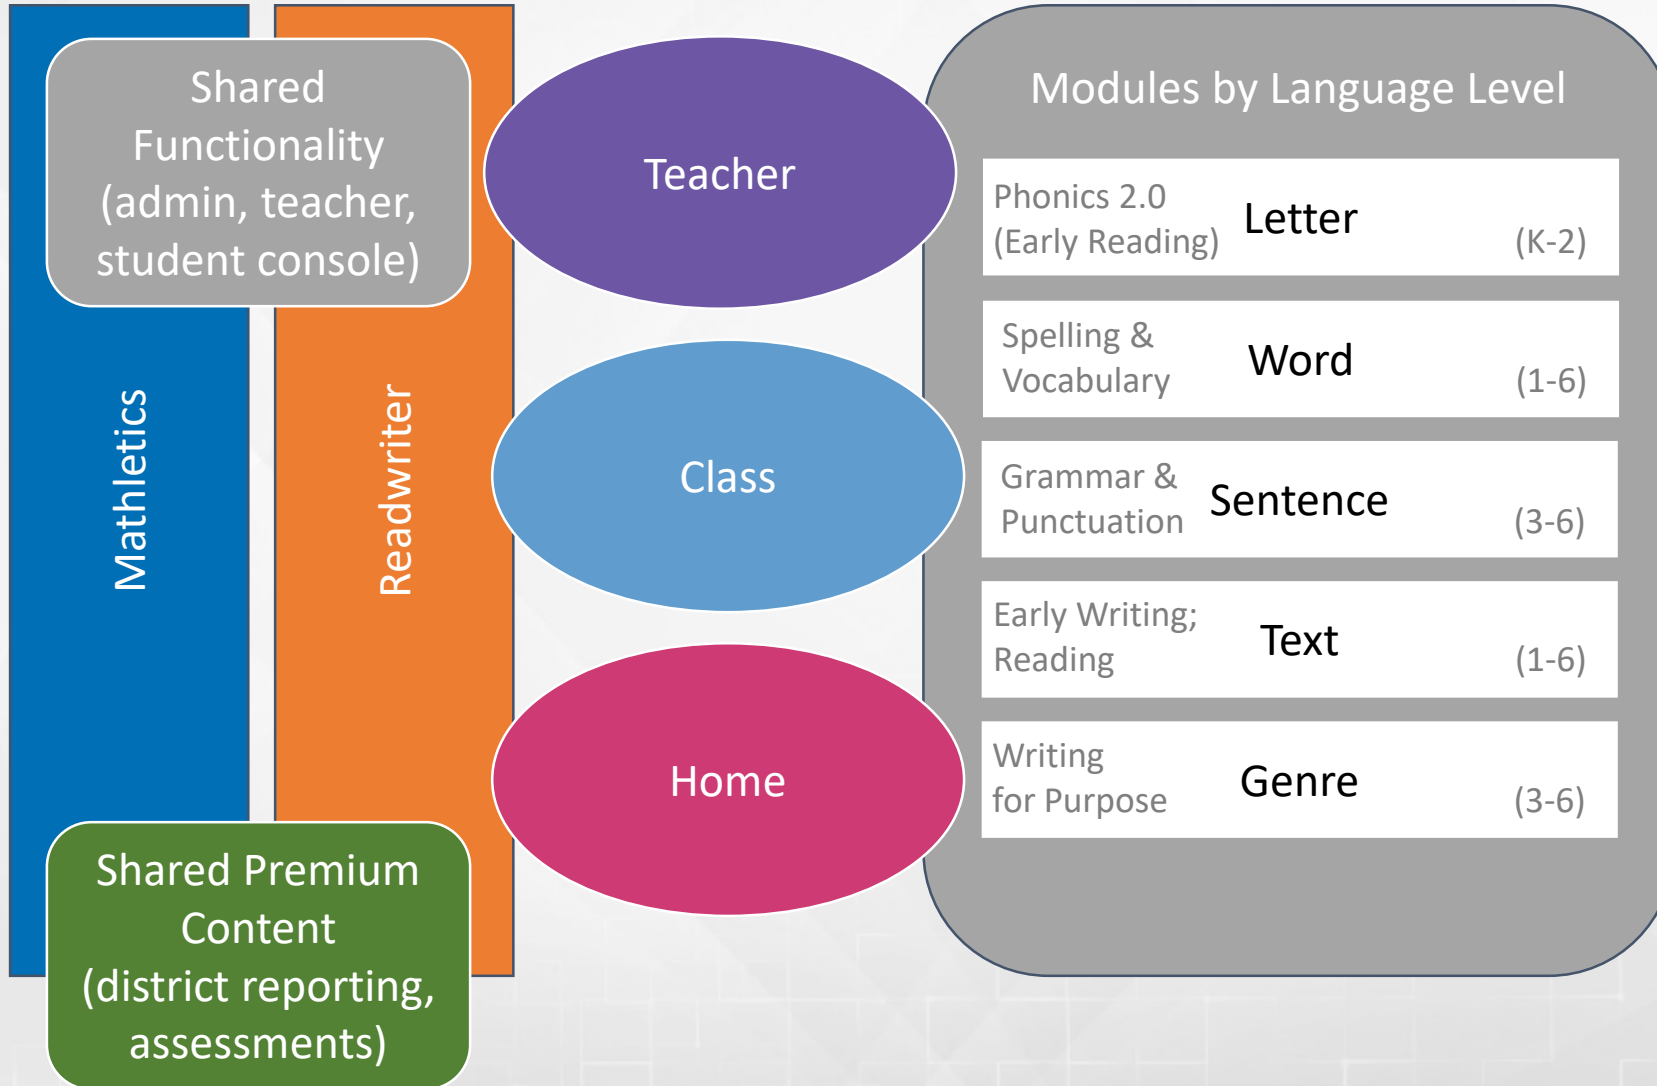 Shared
Functionality
(admin, teacher,
student console)
Mathletics
Readwriter
Shared Premium
Content
(district reporting,
assessments)
Teacher
Class
Home
Modules by Language Level
Phonics 2.0
(Early Reading)
Letter
(K-2)
Spelling &
Vocabulary
Word
(1-6)
Grammar &
Punctuation
Sentence
(3-6)
Early Writing;
Reading
Text
(1-6)
Writing
for Purpose
Genre
(3-6)